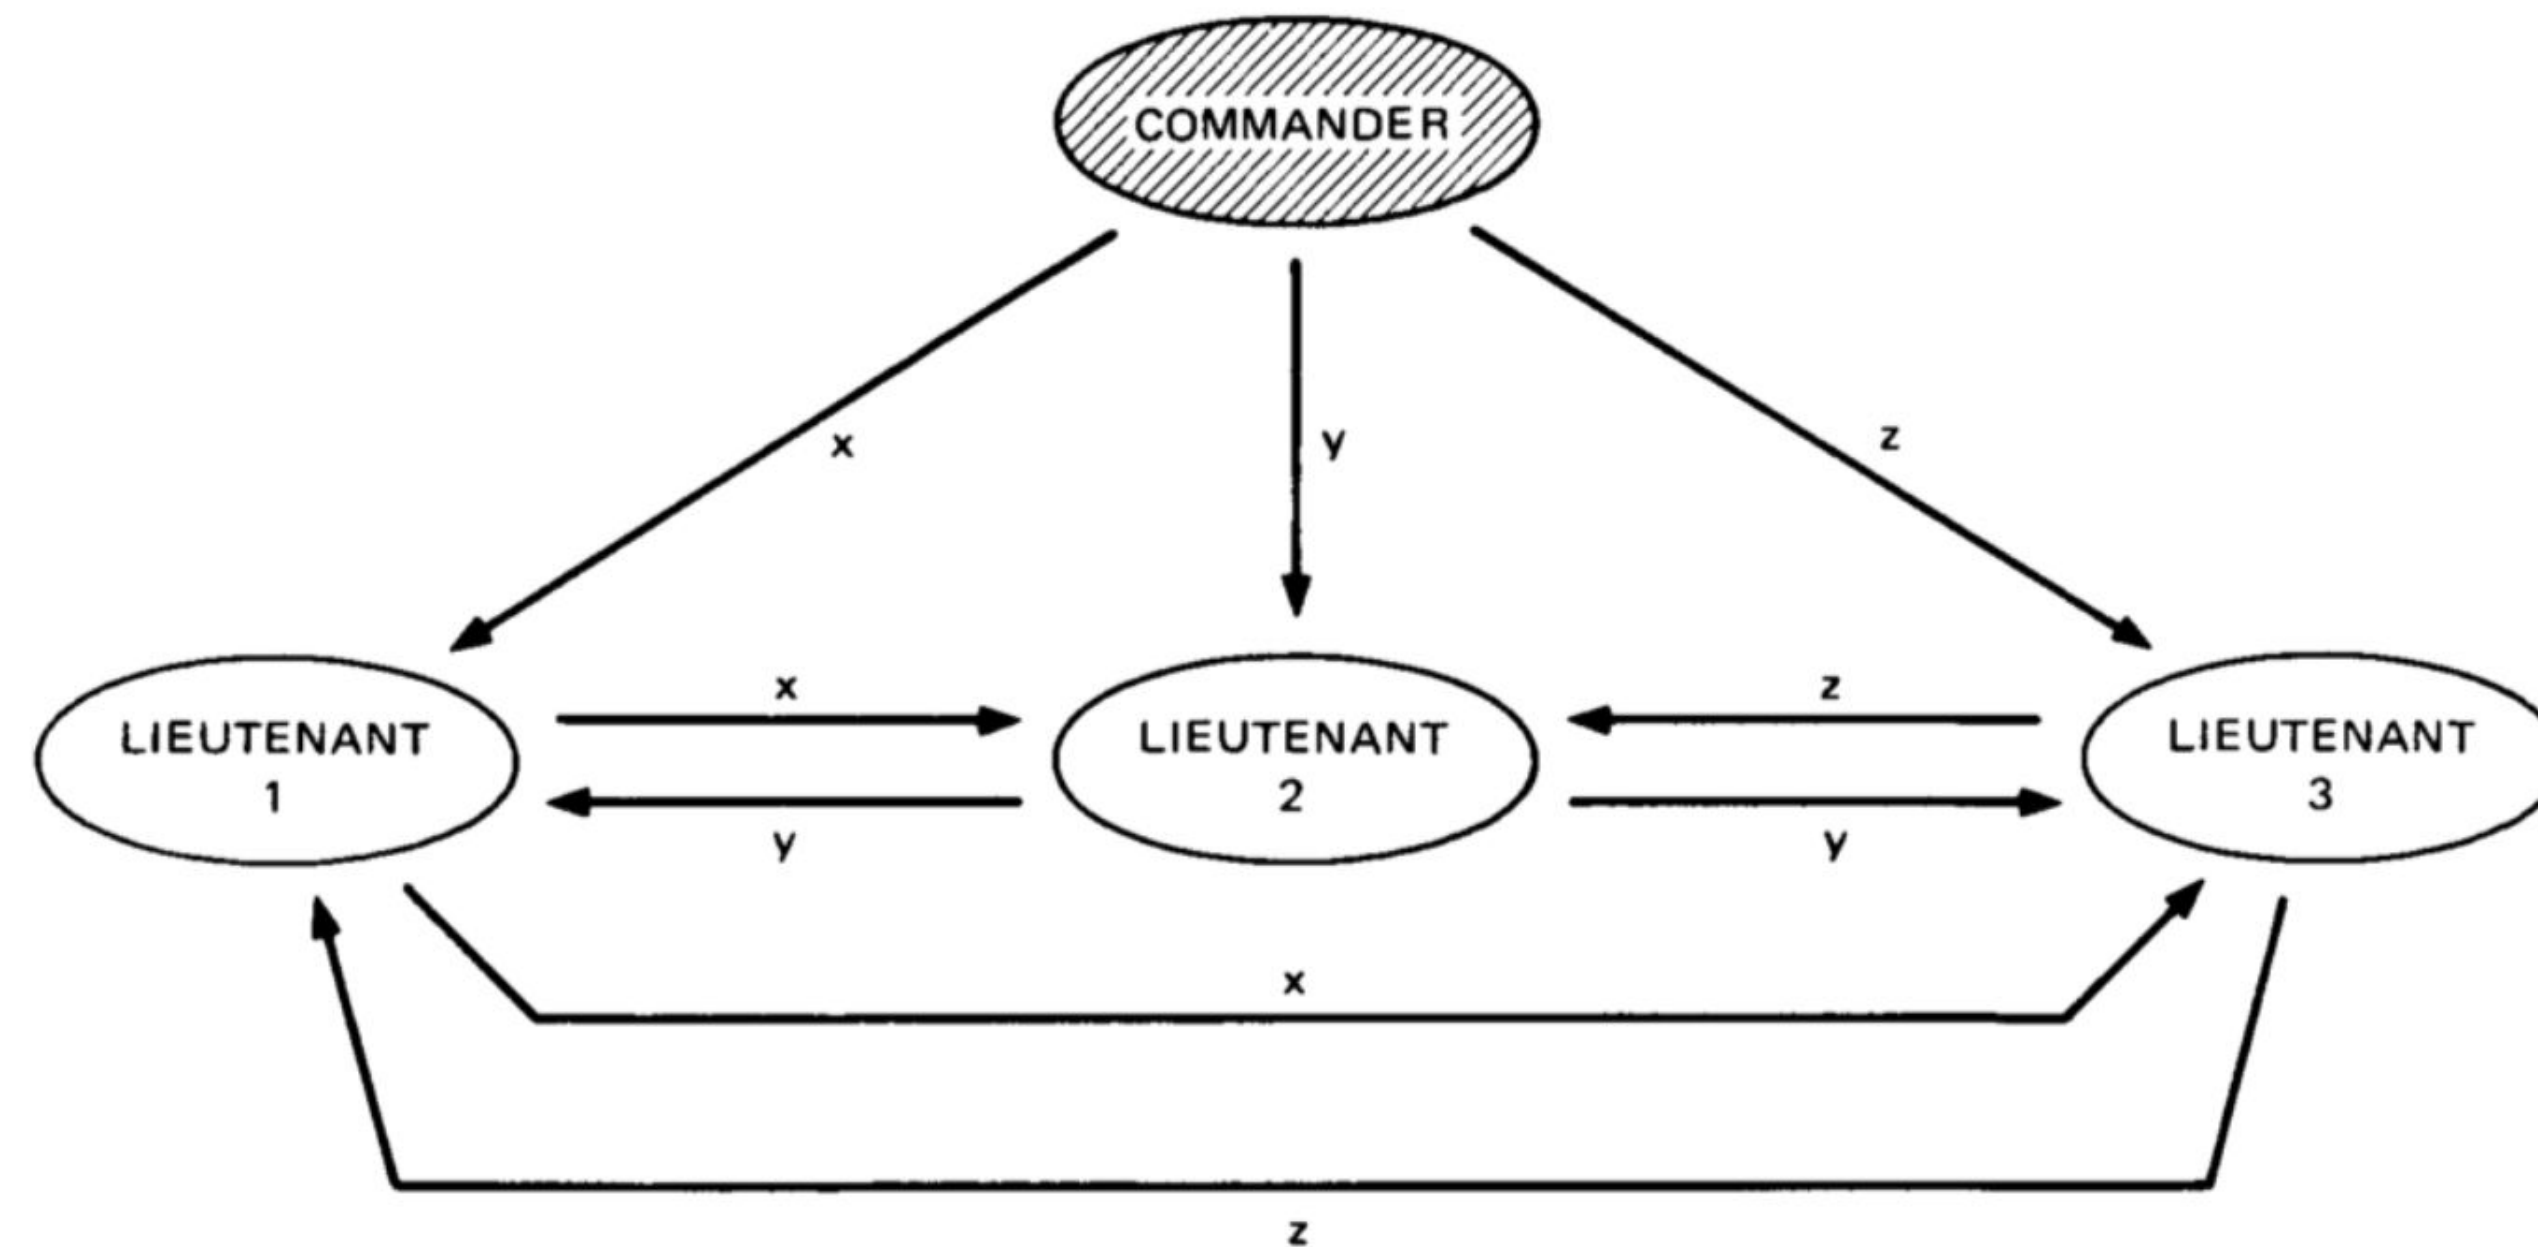 COMMANDER
x
y
z
x
z
LIEUTENANT
1
LIEUTENANT
2
LIEUTENANT
3
y
y
x
z